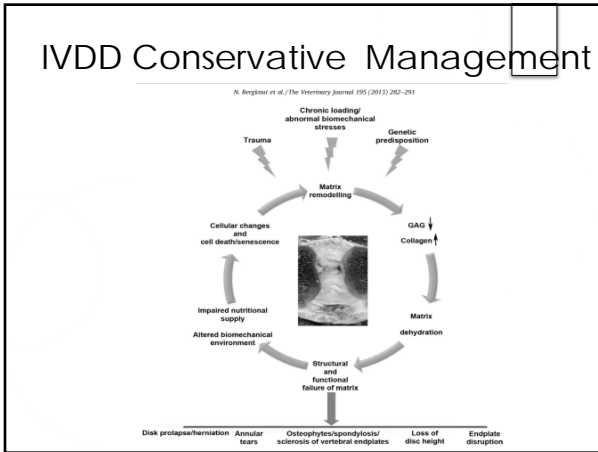 IVDD Conservative Management
N. Bergknut et al./The Veterinary Journal 195 (2013) 282–291
Chronic loading/
abnormal biomechanical
stresses
Trauma
Genetic
predisposition
Matrix
remodelling
GAG ↓
Collagen ↑
Matrix
dehydration
Structural
and
functional
failure of matrix
Impaired nutritional
supply
Altered biomechanical
environment
Cellular changes
and
cell death/senescence
Disk prolapse/herniation
Annular
tears
Osteophytes/spondylosis/
sclerosis of vertebral endplates
Loss of
disc height
Endplate
disruption